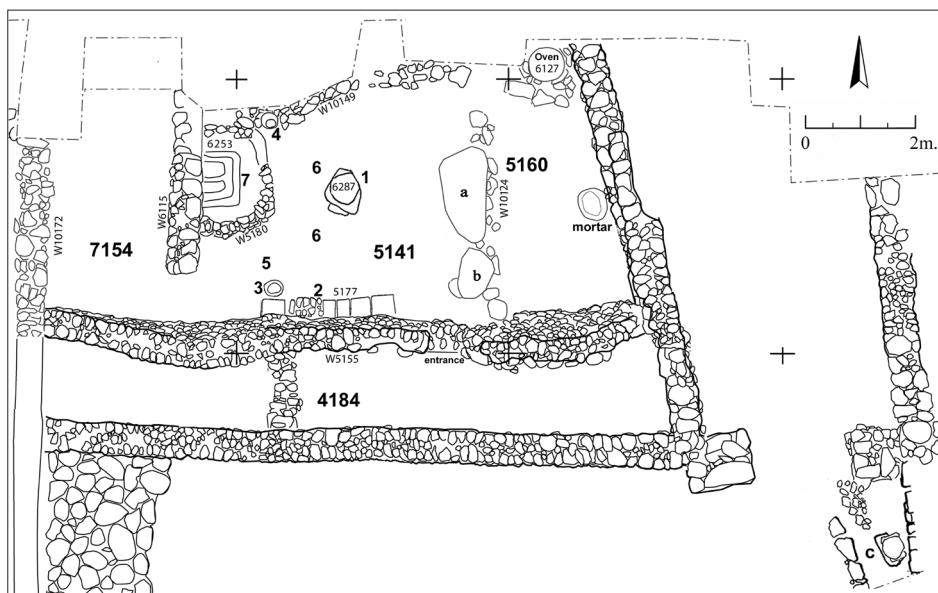 Oven
6127
W10149
4
0
2m.
6253
6
5160
7
6287
1
a
W10124
W6115
mortar
W5180
W10172
6
7154
5141
5
b
3
2
5177
W5155
entrance
4184
c